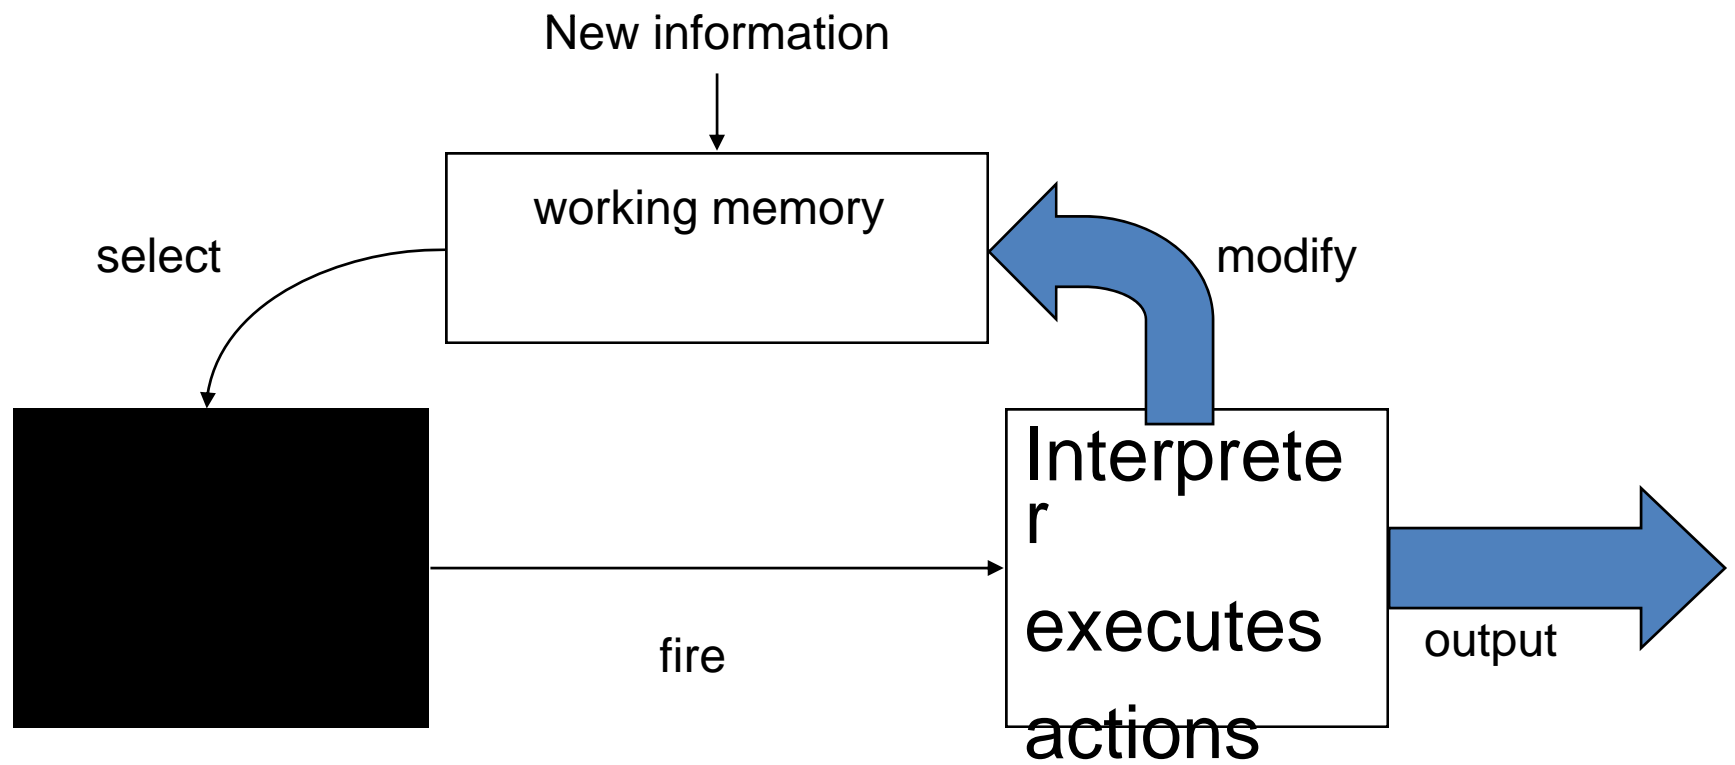 New information
working memory
select
modify
Interprete
r
executes
actions
fire
output